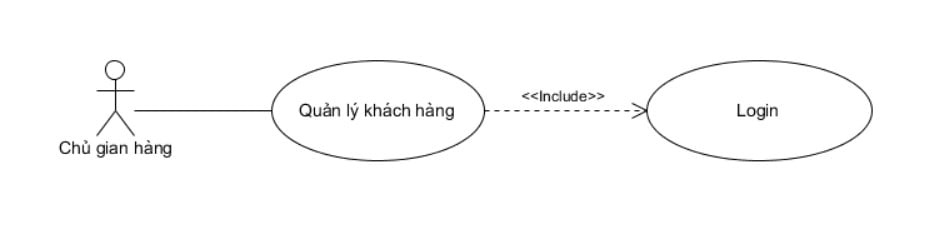 <<Include>>
Quản lý khách hàng
Login
Chủ gian hàng